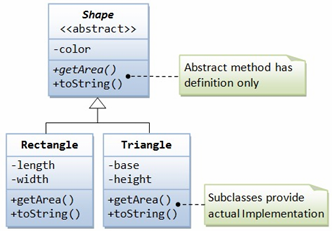 Shape
<<abstract>>
-color
+getArea()
+toString()
Abstract method has
definition only
Rectangle
-length
-width
+getArea()
+toString()
Triangle
-base
-height
+getArea()
+toString()
Subclasses provide
actual Implementation